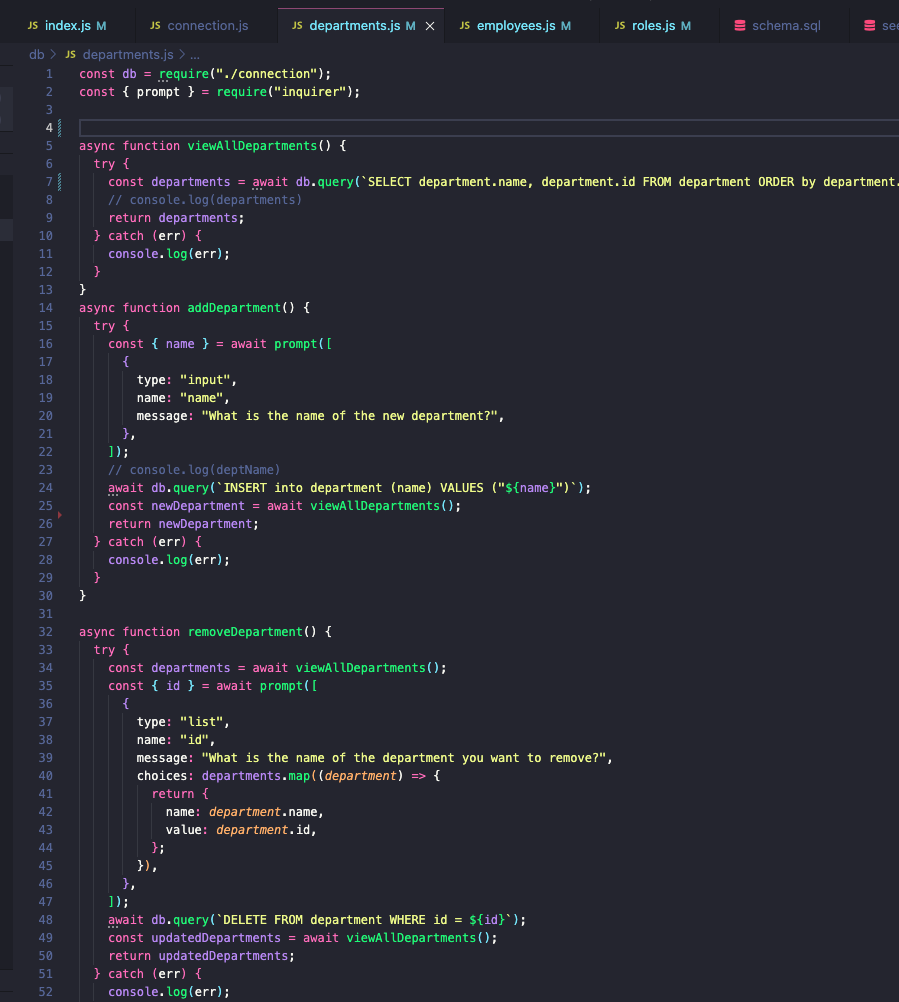 JS index.js M JS connection.js JS departments.js M × JS employees.js M JS roles.js M schema.sql
db > JS departments.js > ...
1 const db = require("./connection");
2 const { prompt } = require("inquirer");
3
4
5 async function viewAllDepartments() {
6 try {
7 const departments = await db.query(`SELECT department.name, department.id FROM department ORDER by department.
8 // console.log(departments)
9 return departments;
10 } catch (err) {
11 console.log(err);
12 }
13 }
14 async function addDepartment() {
15 try {
16 const { name } = await prompt([
17 {
18 type: "input",
19 name: "name",
20 message: "What is the name of the new department?",
21 },
22 ]);
23 // console.log(deptName)
24 await db.query(`INSERT into department (name) VALUES ("${name}")`);
25 const newDepartment = await viewAllDepartments();
26 return newDepartment;
27 } catch (err) {
28 console.log(err);
29 }
30 }
31
32 async function removeDepartment() {
33 try {
34 const departments = await viewAllDepartments();
35 const { id } = await prompt([
36 {
37 type: "list",
38 name: "id",
39 message: "What is the name of the department you want to remove?",
40 choices: departments.map((department) => {
41 return {
42 name: department.name,
43 value: department.id,
44 };
45 }),
46 },
47 ]);
48 await db.query(`DELETE FROM department WHERE id = ${id}`);
49 const updatedDepartments = await viewAllDepartments();
50 return updatedDepartments;
51 } catch (err) {
52 console.log(err);